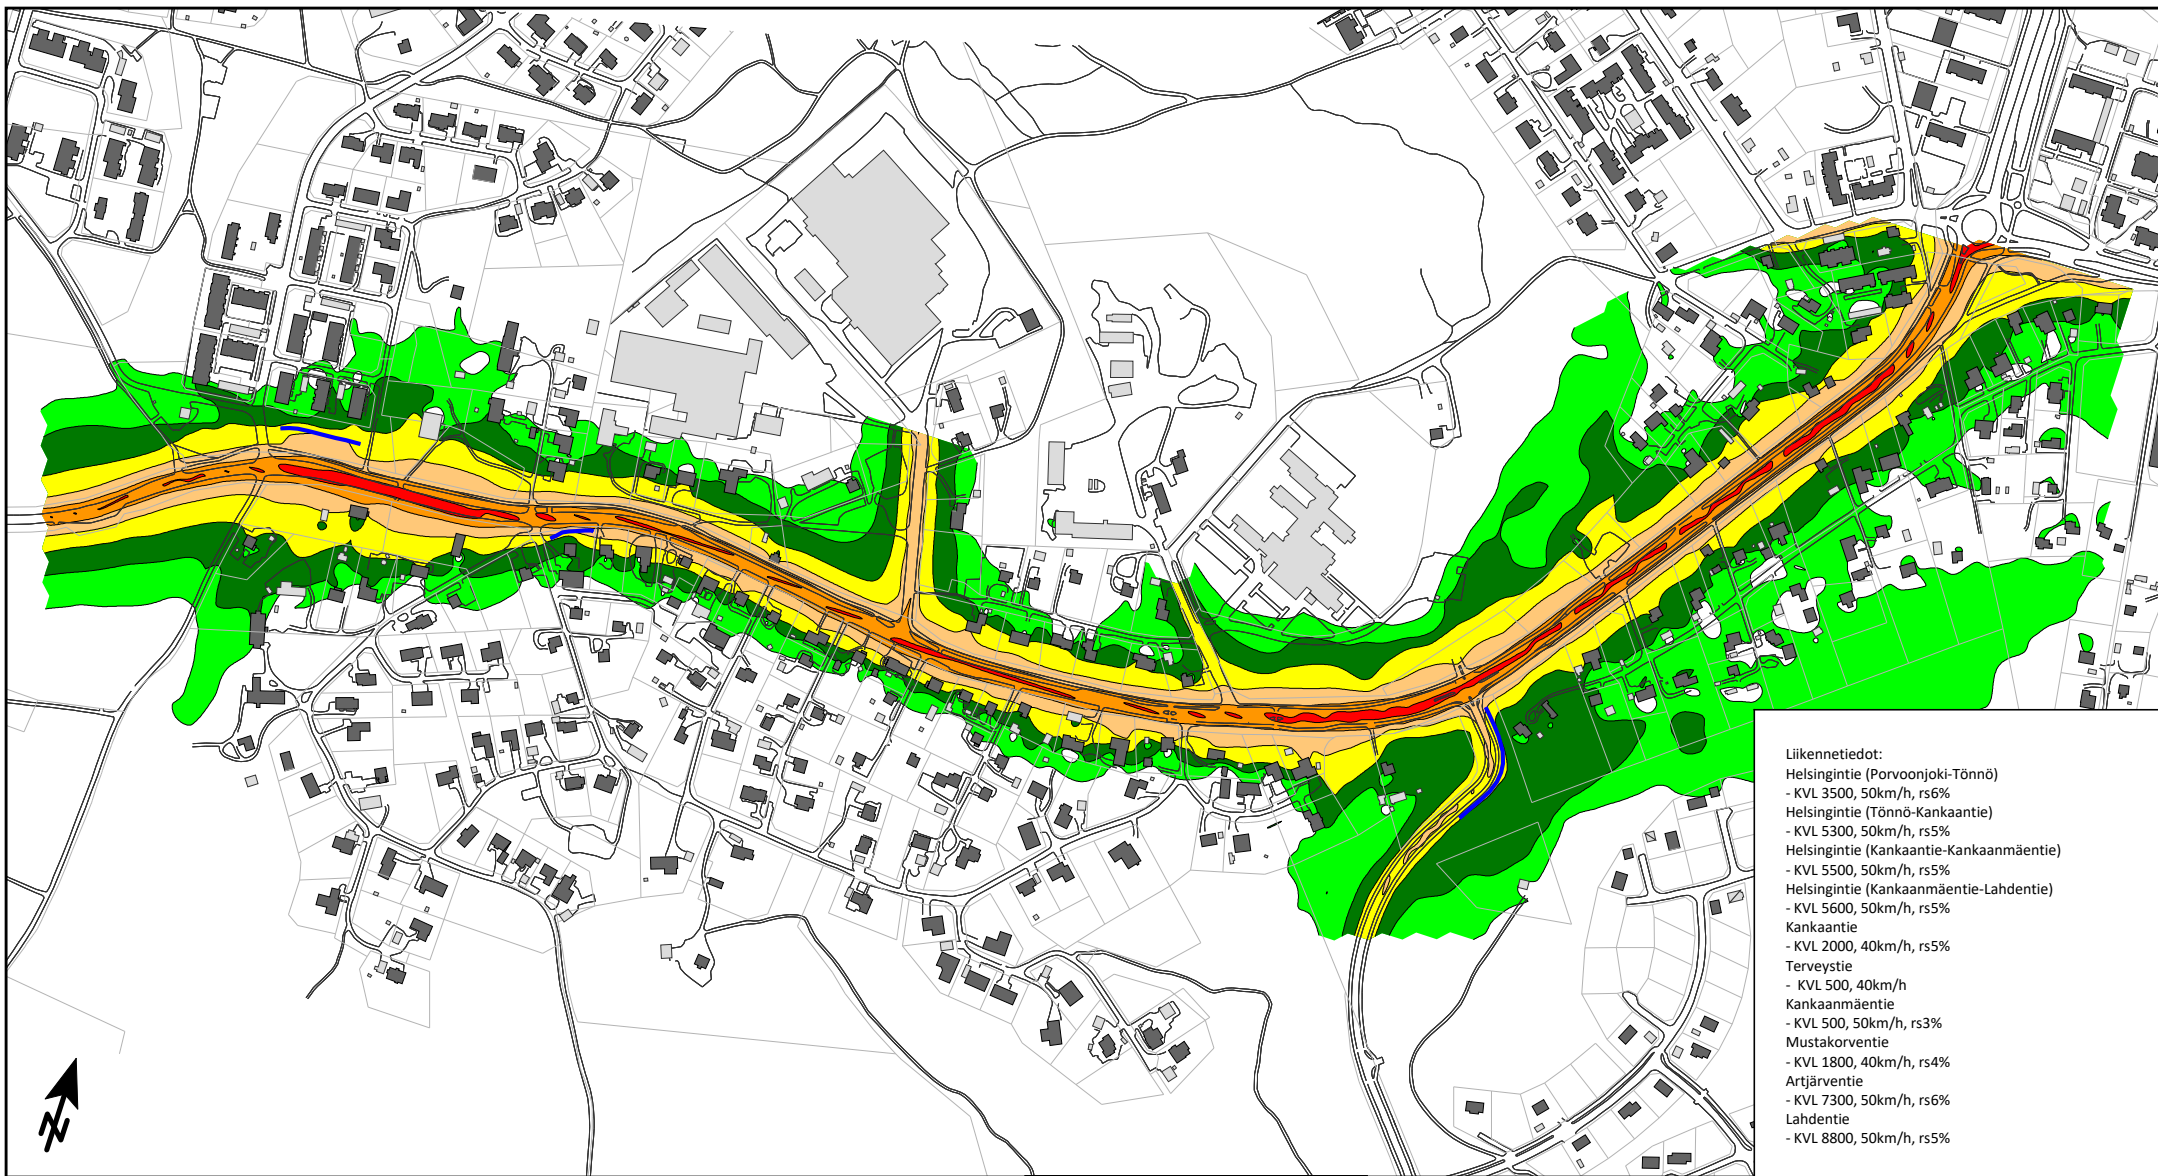 Liikennetiedot:
Helsingintie (Porvoonjoki-Tönnö)
- KVL 3500, 50km/h, rs6%
Helsingintie (Tönnö-Kankaantie)
- KVL 5300, 50km/h, rs5%
Helsingintie (Kankaantie-Kankaanmäentie)
- KVL 5500, 50km/h, rs5%
Helsingintie (Kankaanmäentie-Lahdentie)
- KVL 5600, 50km/h, rs5%
Kankaantie
- KVL 2000, 40km/h, rs5%
Terveystie
- KVL 500, 40km/h
Kankaanmäentie
- KVL 500, 50km/h, rs3%
Mustakorventie
- KVL 1800, 40km/h, rs4%
Artjärventie
- KVL 7300, 50km/h, rs6%
Lahdentie
- KVL 8800, 50km/h, rs5%
N